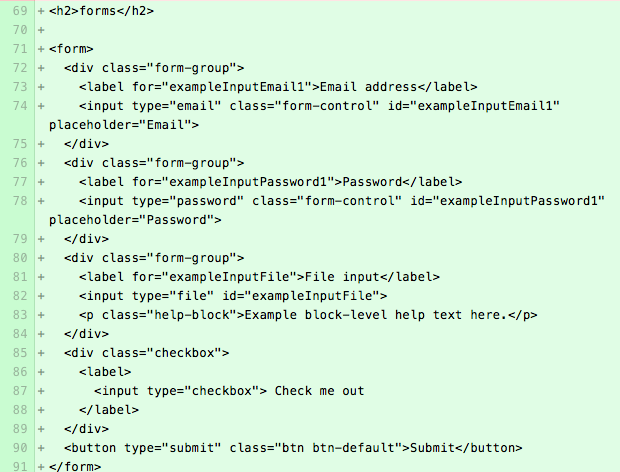 69 + <h2>forms</h2>
70 +
71 + <form>
72 +   <div class="form-group">
73 +     <label for="exampleInputEmail1">Email address</label>
74 +     <input type="email" class="form-control" id="exampleInputEmail1"
placeholder="Email">
75 +   </div>
76 +   <div class="form-group">
77 +     <label for="exampleInputPassword1">Password</label>
78 +     <input type="password" class="form-control" id="exampleInputPassword1"
placeholder="Password">
79 +   </div>
80 +   <div class="form-group">
81 +     <label for="exampleInputFile">File input</label>
82 +     <input type="file" id="exampleInputFile">
83 +     <p class="help-block">Example block-level help text here.</p>
84 +   </div>
85 +   <div class="checkbox">
86 +     <label>
87 +       <input type="checkbox"> Check me out
88 +     </label>
89 +   </div>
90 +   <button type="submit" class="btn btn-default">Submit</button>
91 + </form>